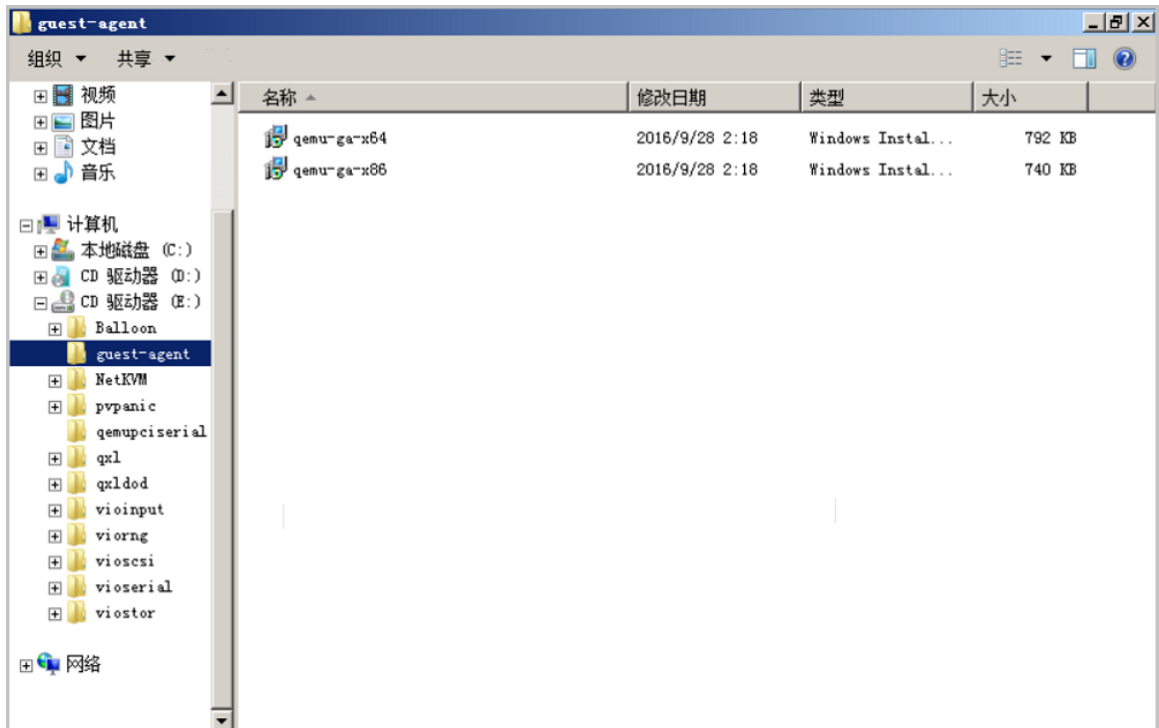 guest-agent
组织 共享
视频
图片
文档
音乐
计算机
本地磁盘 (C:)
CD 驱动器 (D:)
CD 驱动器 (E:)
Balloon
guest-agent
NetKVM
pvpanic
qemupciserial
qxl
qxldod
vioinput
viorng
vioscsi
vioserial
viostor
网络
名称 修改日期 类型 大小
qemu-ga-x64 2016/9/28 2:18 Windows Instal... 792 KB
qemu-ga-x86 2016/9/28 2:18 Windows Instal... 740 KB